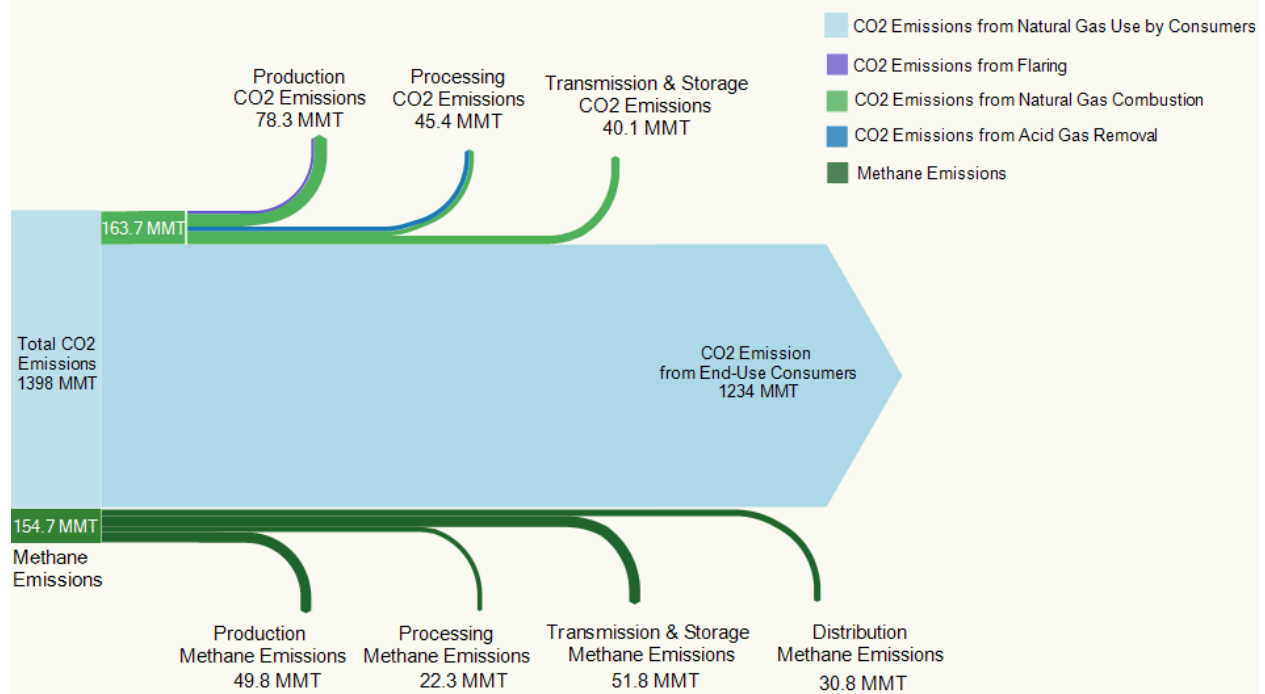 CO2 Emissions from Natural Gas Use by Consumers
CO2 Emissions from Flaring
CO2 Emissions from Natural Gas Combustion
CO2 Emissions from Acid Gas Removal
Methane Emissions
Production
CO2 Emissions
78.3 MMT
Processing
CO2 Emissions
45.4 MMT
Transmission & Storage
CO2 Emissions
40.1 MMT
163.7 MMT
Total CO2
Emissions
1398 MMT
CO2 Emission
from End-Use Consumers
1234 MMT
154.7 MMT
Methane
Emissions
Production
Methane Emissions
49.8 MMT
Processing
Methane Emissions
22.3 MMT
Transmission & Storage
Methane Emissions
51.8 MMT
Distribution
Methane Emissions
30.8 MMT